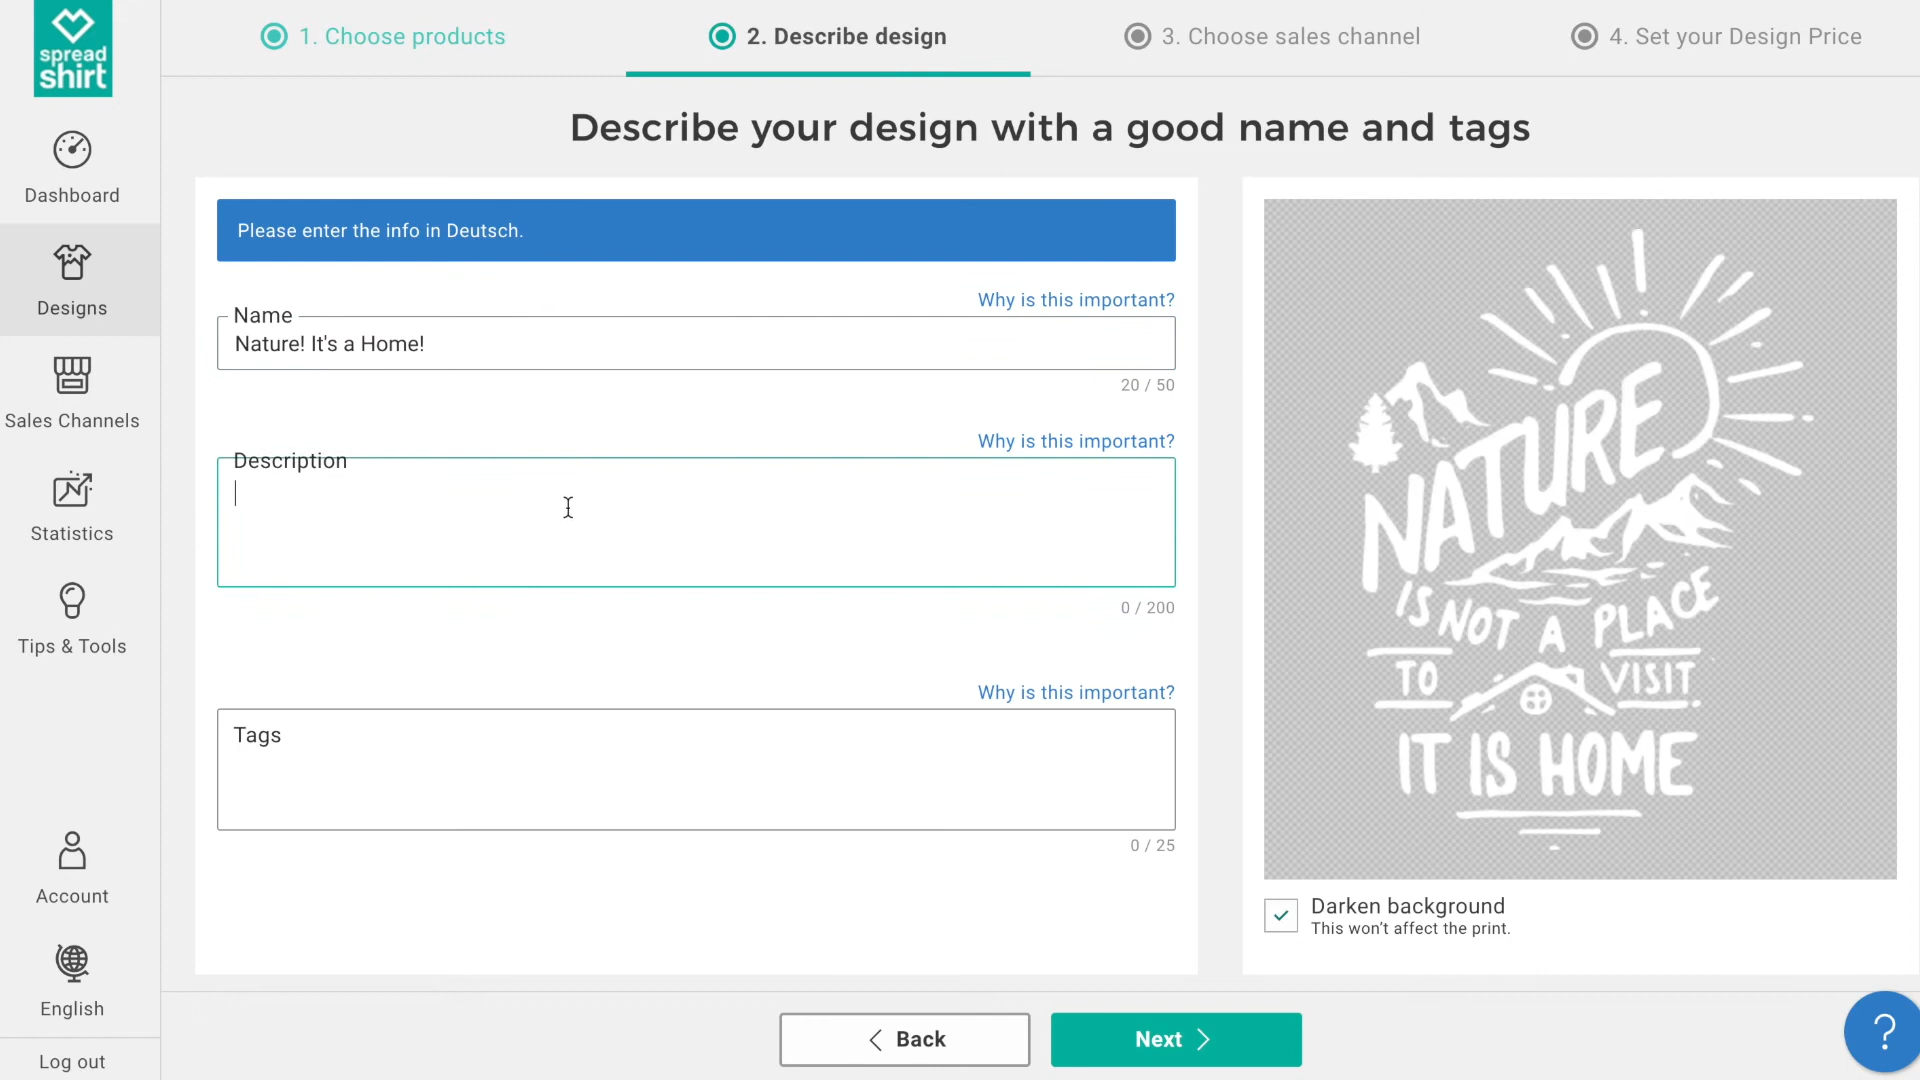 spread
shirt
1. Choose products
2. Describe design
3. Choose sales channel
4. Set your Design Price
Dashboard
Designs
Sales Channels
Statistics
Tips & Tools
Account
English
Log out
Describe your design with a good name and tags
Please enter the info in Deutsch.
Why is this important?
Name
Nature! It's a Home!
20 / 50
Why is this important?
Description
0 / 200
Why is this important?
Tags
0 / 25
NATURE
IS NOT A PLACE
TO VISIT
IT IS HOME
Darken background
This won't affect the print.
Back
Next
?